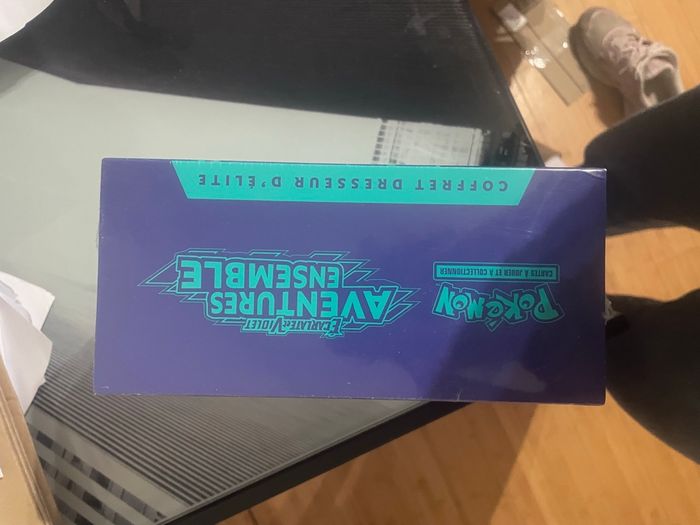 POKÉMON
CARTES À JOUER ET À COLLECTIONNER
ÉCARLATE ET VIOLET
AVENTURES
ENSEMBLE
COFFRET DRESSEUR D'ÉLITE